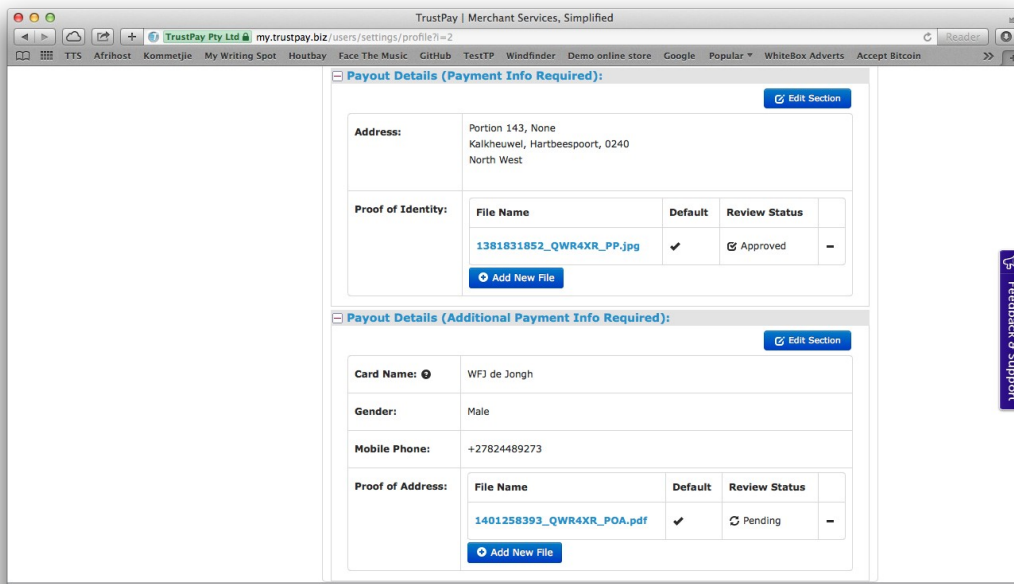 TrustPay | Merchant Services, Simplified
TrustPay Pty Ltd my.trustpay.biz/users/settings/profile?i=2
Reader
TTS Afrihost Kommetjie My Writing Spot Houtbay Face The Music GitHub TestTP Windfinder Demo online store Google Popular WhiteBox Adverts Accept Bitcoin
Payout Details (Payment Info Required):
Edit Section
Address:
Portion 143, None
Kalkheuwel, Hartbeespoort, 0240
North West
Proof of Identity:
File Name Default Review Status
1381831852_QWR4XR_PP.jpg Approved
Add New File
Payout Details (Additional Payment Info Required):
Edit Section
Card Name: WFJ de Jongh
Gender: Male
Mobile Phone: +27824489273
Proof of Address:
File Name Default Review Status
1401258393_QWR4XR_POA.pdf Pending
Add New File
Feedback & Support